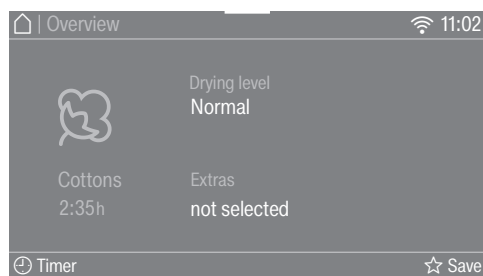 | Overview 11:02
Drying level
Normal
Cottons
2:35h
Extras
not selected
Timer Save